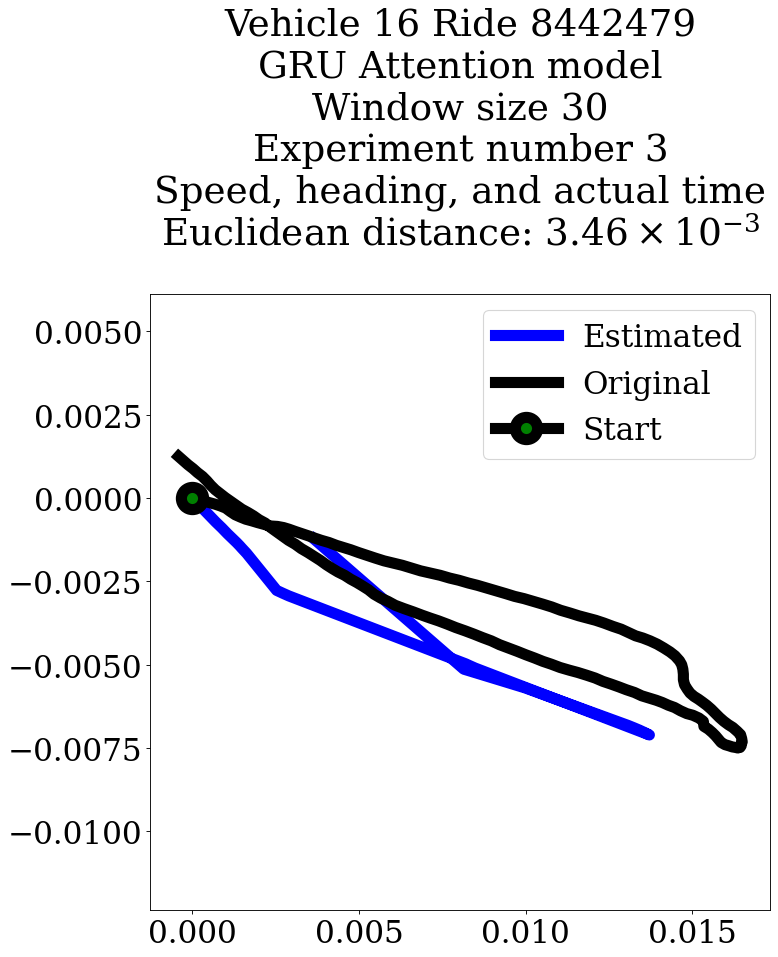 Vehicle 16 Ride 8442479
GRU Attention model
Window size 30
Experiment number 3
Speed, heading, and actual time
Euclidean distance: 3.46 × 10⁻³
Estimated
Original
Start
0.0050
0.0025
0.0000
−0.0025
−0.0050
−0.0075
−0.0100
0.000 0.005 0.010 0.015